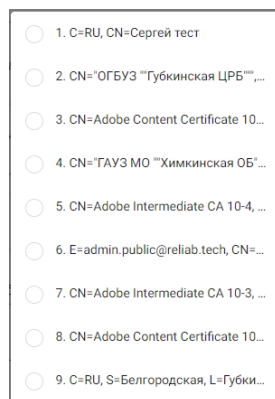 1. C=RU, CN=Сергей тест
2. CN="ОГБУЗ ""Губкинская ЦРБ""",...
3. CN=Adobe Content Certificate 10...
4. CN="ГАУЗ МО ""Химкинская ОБ"...
5. CN=Adobe Intermediate CA 10-4, ...
6. E=admin.public@reliab.tech, CN=...
7. CN=Adobe Intermediate CA 10-3, ...
8. CN=Adobe Content Certificate 10...
9. C=RU, S=Белгородская, L=Губки...